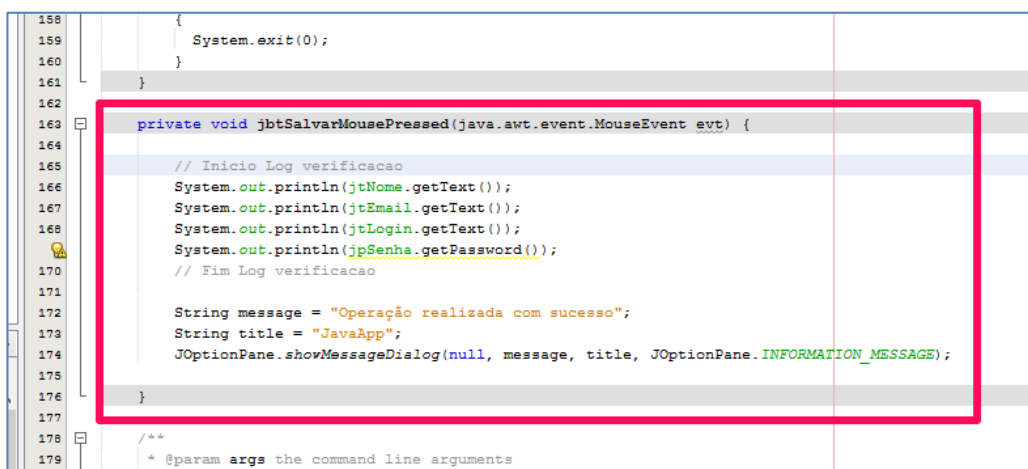 158 {
159 System.exit(0);
160 }
161 }
162
163 private void jbtSalvarMousePressed(java.awt.event.MouseEvent evt) {
164
165 // Inicio Log verificacao
166 System.out.println(jtNome.getText());
167 System.out.println(jtEmail.getText());
168 System.out.println(jtLogin.getText());
System.out.println(jpSenha.getPassword());
170 // Fim Log verificacao
171
172 String message = "Operação realizada com sucesso";
173 String title = "JavaApp";
174 JOptionPane.showMessageDialog(null, message, title, JOptionPane.INFORMATION_MESSAGE);
175
176 }
177
178 /**
179 * @param args the command line arguments